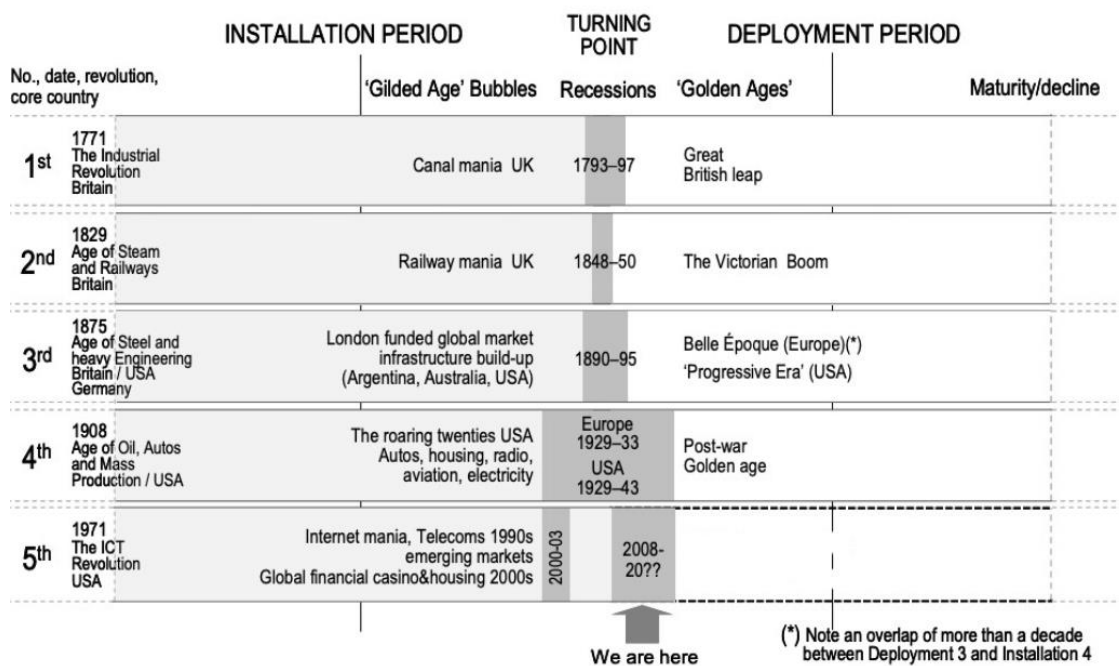 INSTALLATION PERIOD
TURNING
POINT
DEPLOYMENT PERIOD
No., date, revolution,
core country
‘Gilded Age’ Bubbles
Recessions
‘Golden Ages’
Maturity/decline
1st
1771
The Industrial
Revolution
Britain
Canal mania UK
1793–97
Great
British leap
2nd
1829
Age of Steam
and Railways
Britain
Railway mania UK
1848–50
The Victorian Boom
3rd
1875
Age of Steel and
heavy Engineering
Britain / USA
Germany
London funded global market
infrastructure build-up
(Argentina, Australia, USA)
1890–95
Belle Époque (Europe)(*)
‘Progressive Era’ (USA)
4th
1908
Age of Oil, Autos
and Mass
Production / USA
The roaring twenties USA
Autos, housing, radio,
aviation, electricity
Europe
1929–33
USA
1929–43
Post-war
Golden age
5th
1971
The ICT
Revolution
USA
Internet mania, Telecoms 1990s
emerging markets
Global financial casino&housing 2000s
2000-03
2008-
20??
We are here
(*) Note an overlap of more than a decade
between Deployment 3 and Installation 4